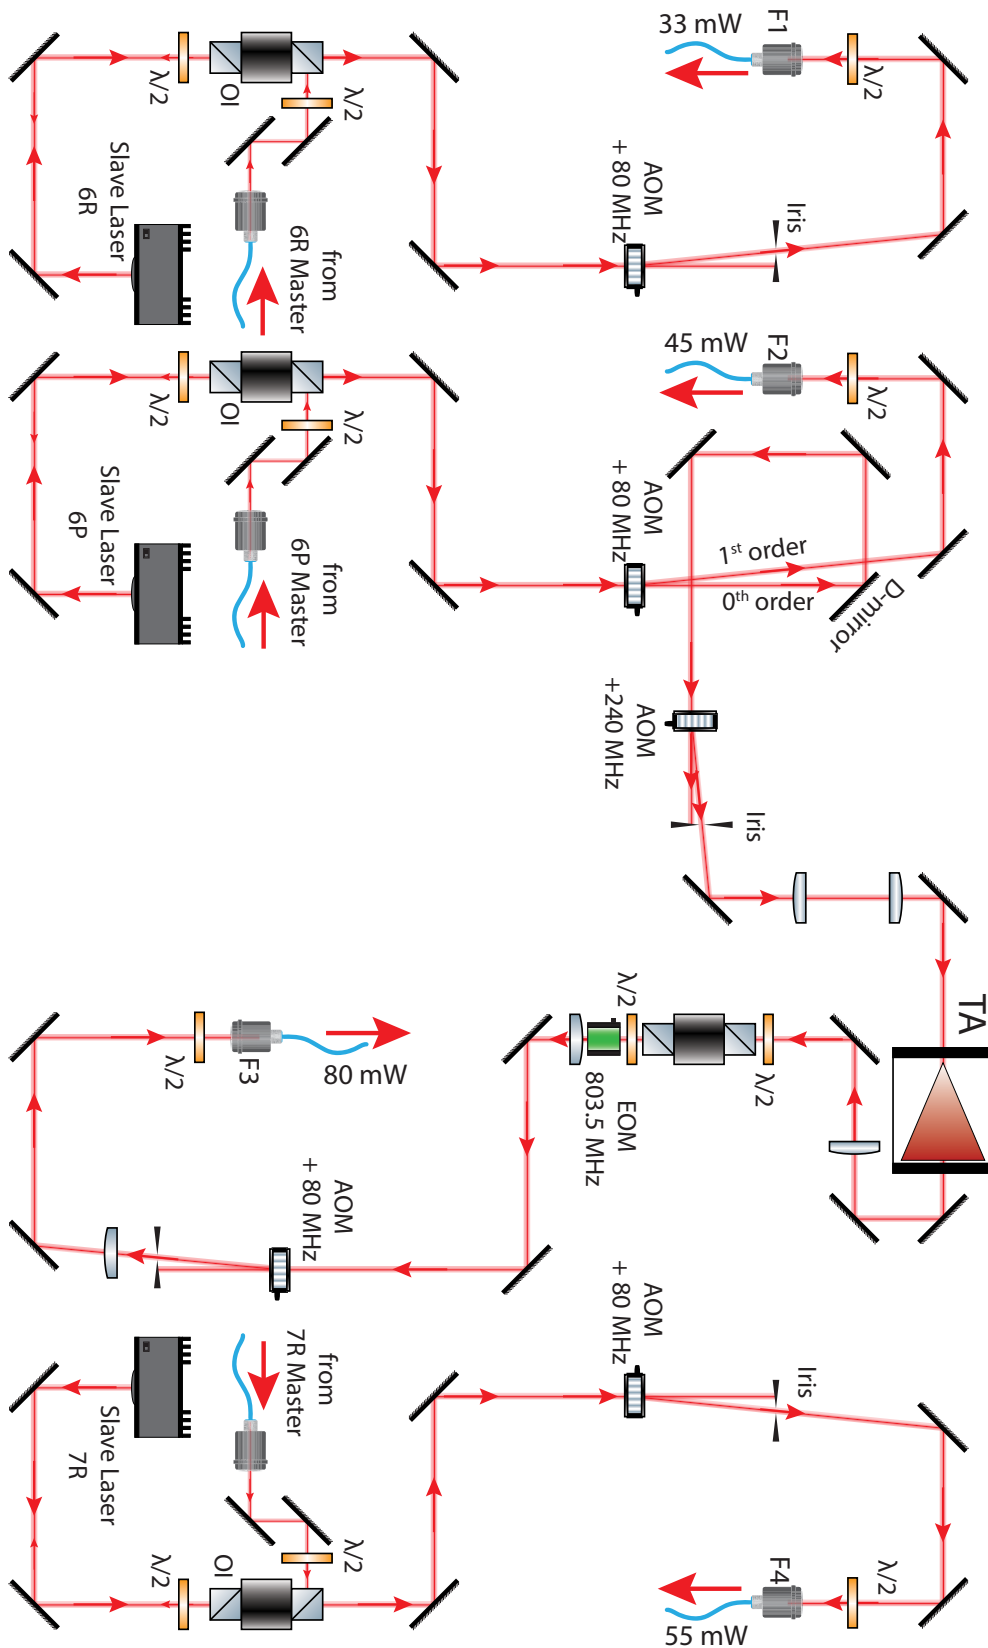 33 mW
F1
λ/2
λ/2
OI
λ/2
Slave Laser
6R
from
6R Master
AOM
+ 80 MHz
Iris
45 mW
F2
λ/2
λ/2
OI
λ/2
Slave Laser
6P
from
6P Master
AOM
+ 80 MHz
1st order
0th order
D-mirror
AOM
+240 MHz
Iris
TA
λ/2
EOM
803.5 MHz
λ/2
λ/2
F3
80 mW
AOM
+ 80 MHz
from
7R Master
Slave Laser
7R
λ/2
OI
λ/2
AOM
+ 80 MHz
Iris
F4
λ/2
55 mW